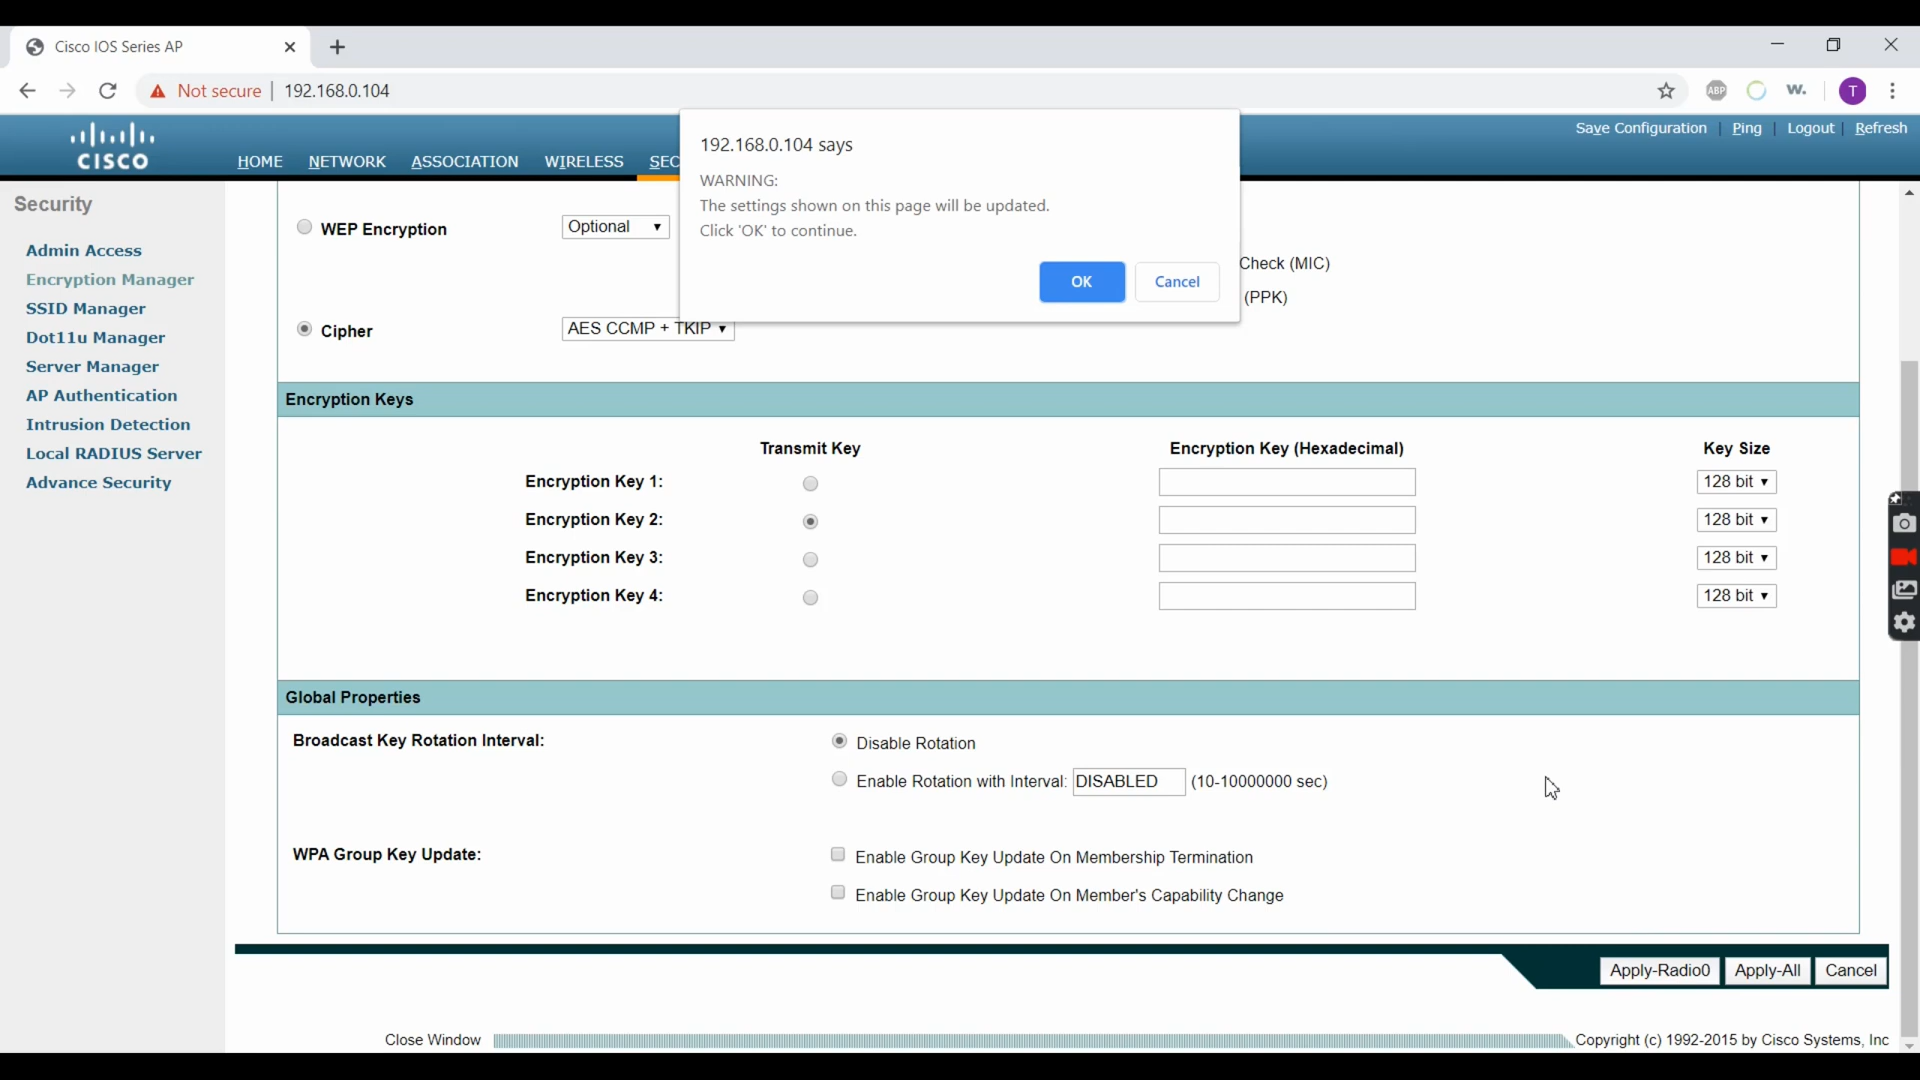 Cisco IOS Series AP
Not secure | 192.168.0.104
ABP
W.
T
CISCO
HOME NETWORK ASSOCIATION WIRELESS SEC
Save Configuration | Ping | Logout | Refresh
192.168.0.104 says
WARNING:
The settings shown on this page will be updated.
Click 'OK' to continue.
OK Cancel
Security
Admin Access
Encryption Manager
SSID Manager
Dot11u Manager
Server Manager
AP Authentication
Intrusion Detection
Local RADIUS Server
Advance Security
WEP Encryption Optional
Check (MIC)
(PPK)
Cipher AES CCMP + TKIP
Encryption Keys
Transmit Key Encryption Key (Hexadecimal) Key Size
Encryption Key 1: 128 bit
Encryption Key 2: 128 bit
Encryption Key 3: 128 bit
Encryption Key 4: 128 bit
Global Properties
Broadcast Key Rotation Interval: Disable Rotation
Enable Rotation with Interval: DISABLED (10-10000000 sec)
WPA Group Key Update: Enable Group Key Update On Membership Termination
Enable Group Key Update On Member's Capability Change
Apply-Radio0 Apply-All Cancel
Close Window Copyright (c) 1992-2015 by Cisco Systems, Inc